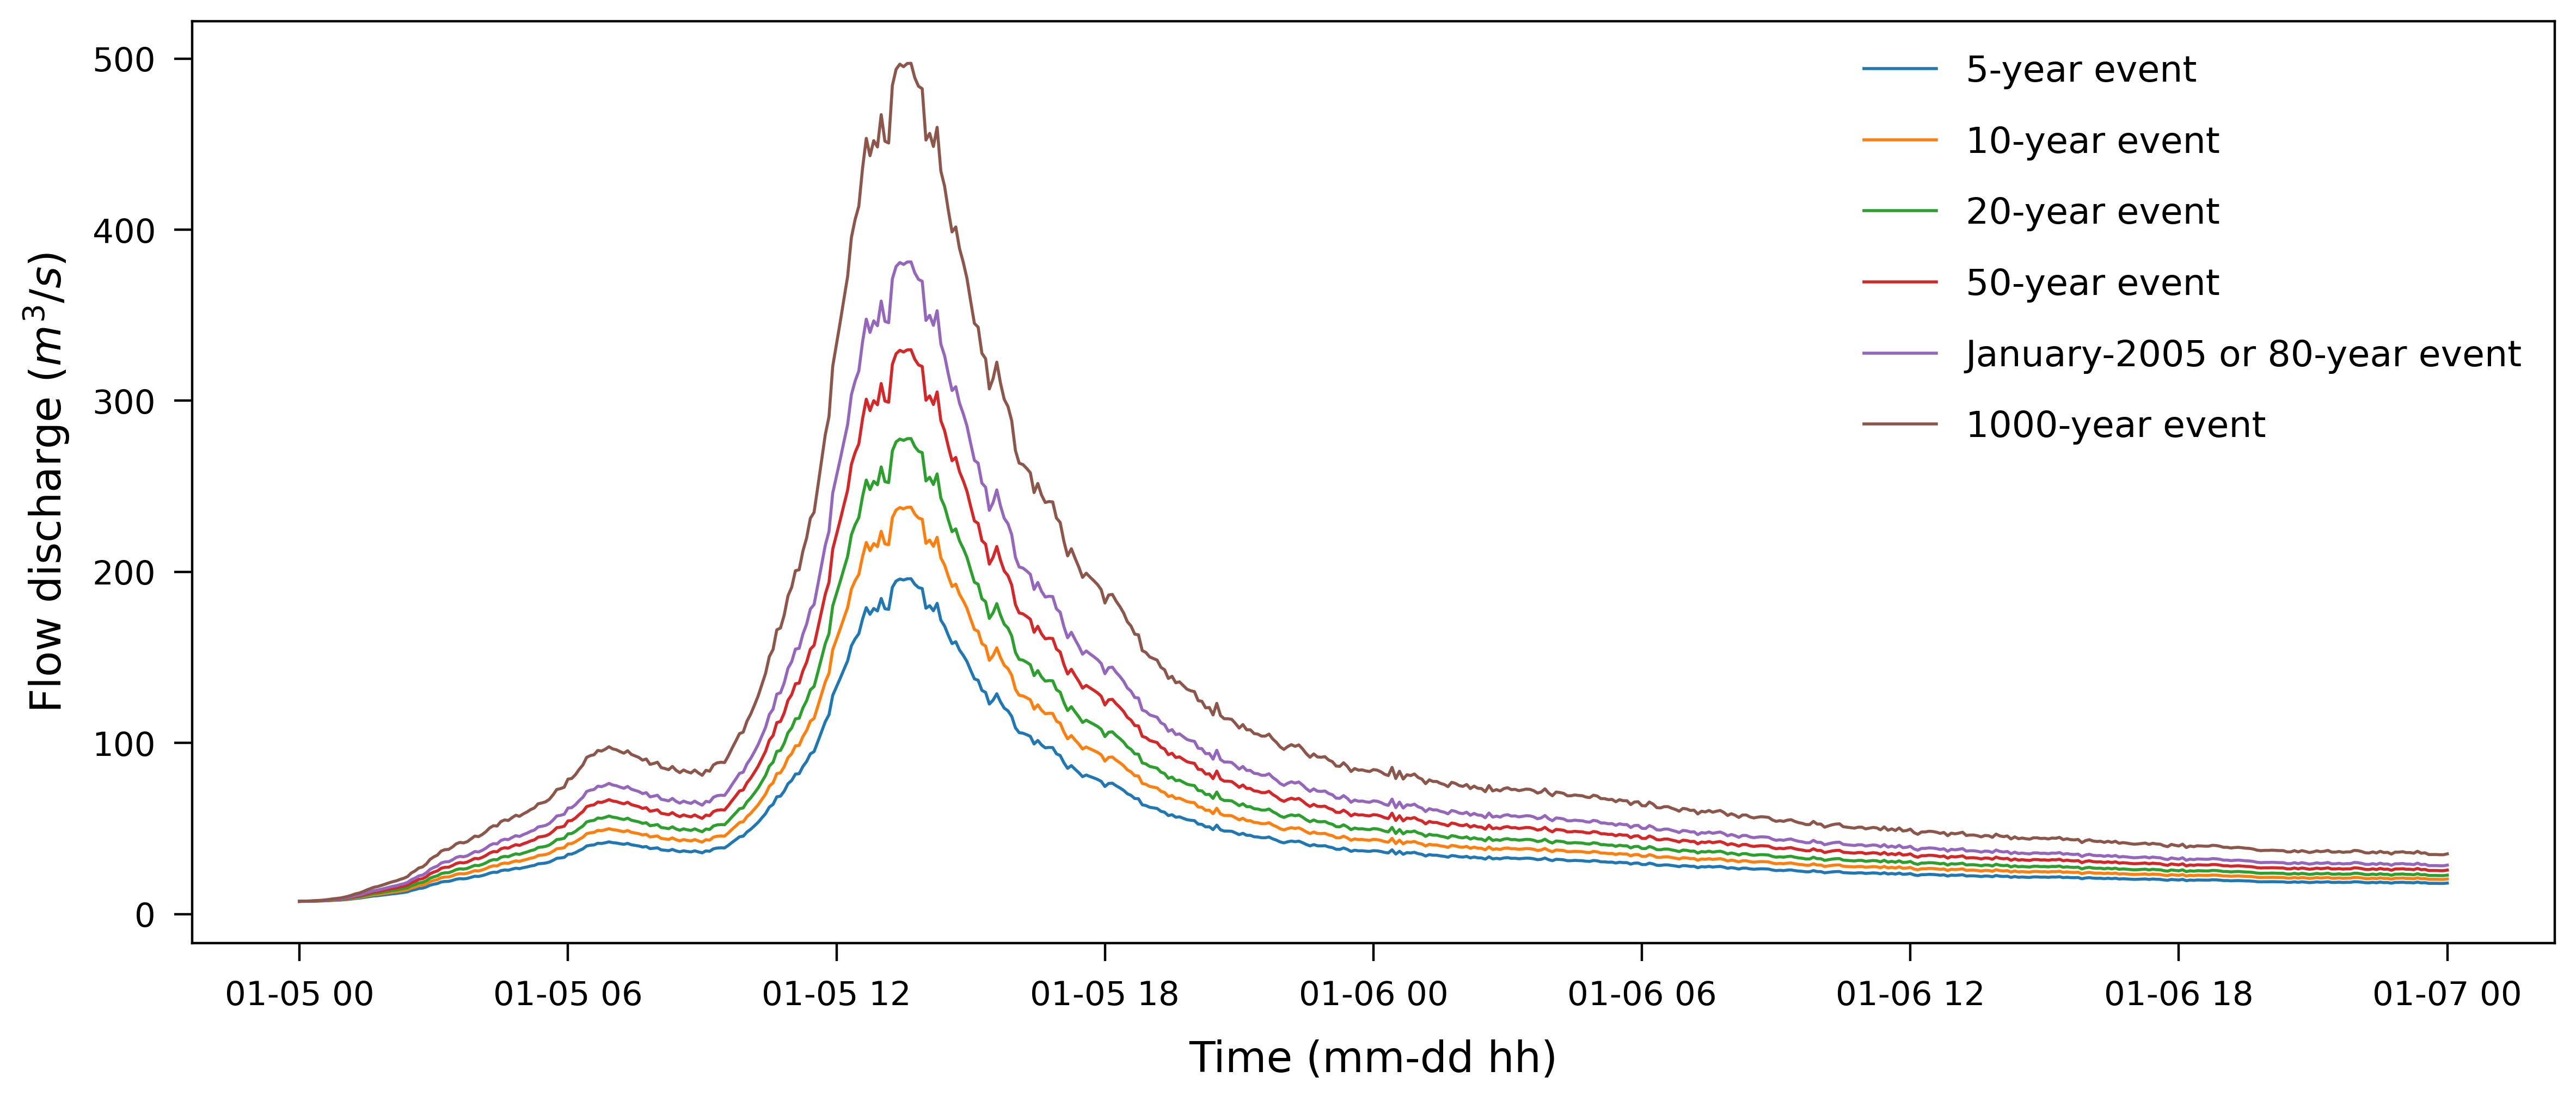 500
400
300
200
100
0
Flow discharge (m³/s)
5-year event
10-year event
20-year event
50-year event
January-2005 or 80-year event
1000-year event
01-05 00
01-05 06
01-05 12
01-05 18
01-06 00
01-06 06
01-06 12
01-06 18
01-07 00
Time (mm-dd hh)